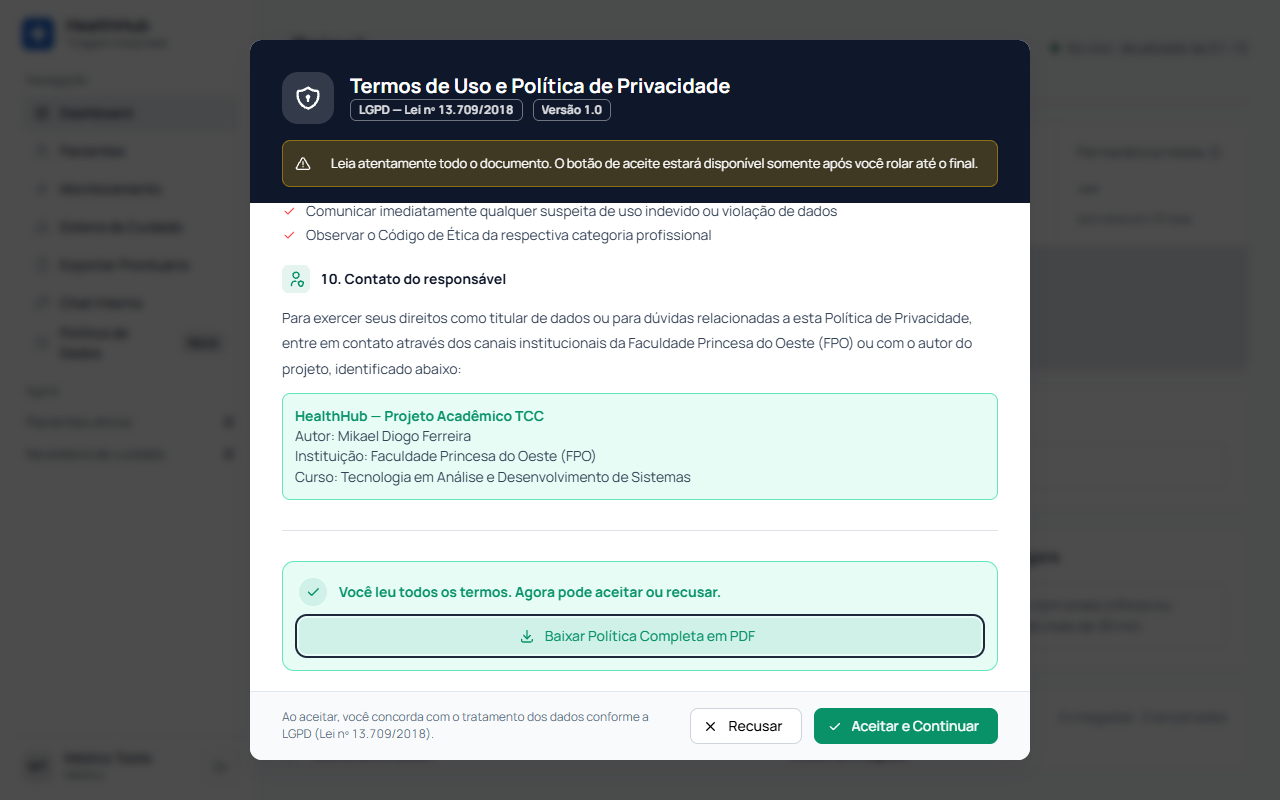 Termos de Uso e Política de Privacidade
LGPD — Lei nº 13.709/2018
Versão 1.0
Leia atentamente todo o documento. O botão de aceite estará disponível somente após você rolar até o final.
Comunicar imediatamente qualquer suspeita de uso indevido ou violação de dados
Observar o Código de Ética da respectiva categoria profissional
10. Contato do responsável
Para exercer seus direitos como titular de dados ou para dúvidas relacionadas a esta Política de Privacidade,
entre em contato através dos canais institucionais da Faculdade Princesa do Oeste (FPO) ou com o autor do
projeto, identificado abaixo:
HealthHub — Projeto Acadêmico TCC
Autor: Mikael Diogo Ferreira
Instituição: Faculdade Princesa do Oeste (FPO)
Curso: Tecnologia em Análise e Desenvolvimento de Sistemas
Você leu todos os termos. Agora pode aceitar ou recusar.
Baixar Política Completa em PDF
Ao aceitar, você concorda com o tratamento dos dados conforme a
LGPD (Lei nº 13.709/2018).
Recusar
Aceitar e Continuar